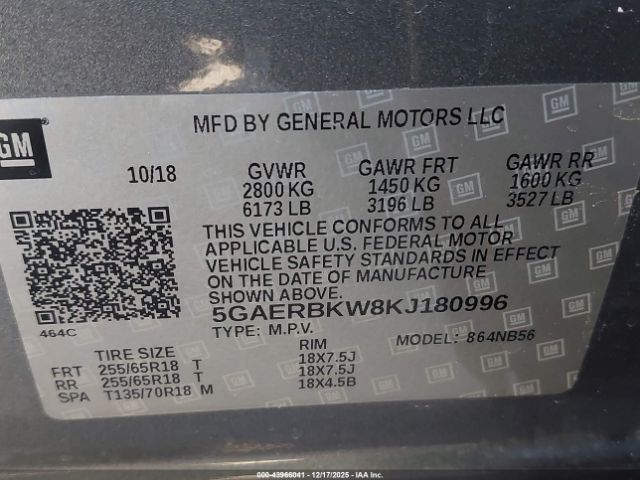 GM
MFD BY GENERAL MOTORS LLC
10/18 GVWR GAWR FRT GAWR RR
2800 KG 1450 KG 1600 KG
6173 LB 3196 LB 3527 LB
THIS VEHICLE CONFORMS TO ALL
APPLICABLE U.S. FEDERAL MOTOR
VEHICLE SAFETY STANDARDS IN EFFECT
ON THE DATE OF MANUFACTURE
SHOWN ABOVE.
464C
5GAERBKW8KJ180996
TYPE: M.P.V. MODEL: 864NB56
TIRE SIZE RIM
FRT 255/65R18 T 18X7.5J
RR 255/65R18 T 18X7.5J
SPA T135/70R18 M 18X4.5B
00-43966041 - 12/17/2025 - IAAI.com